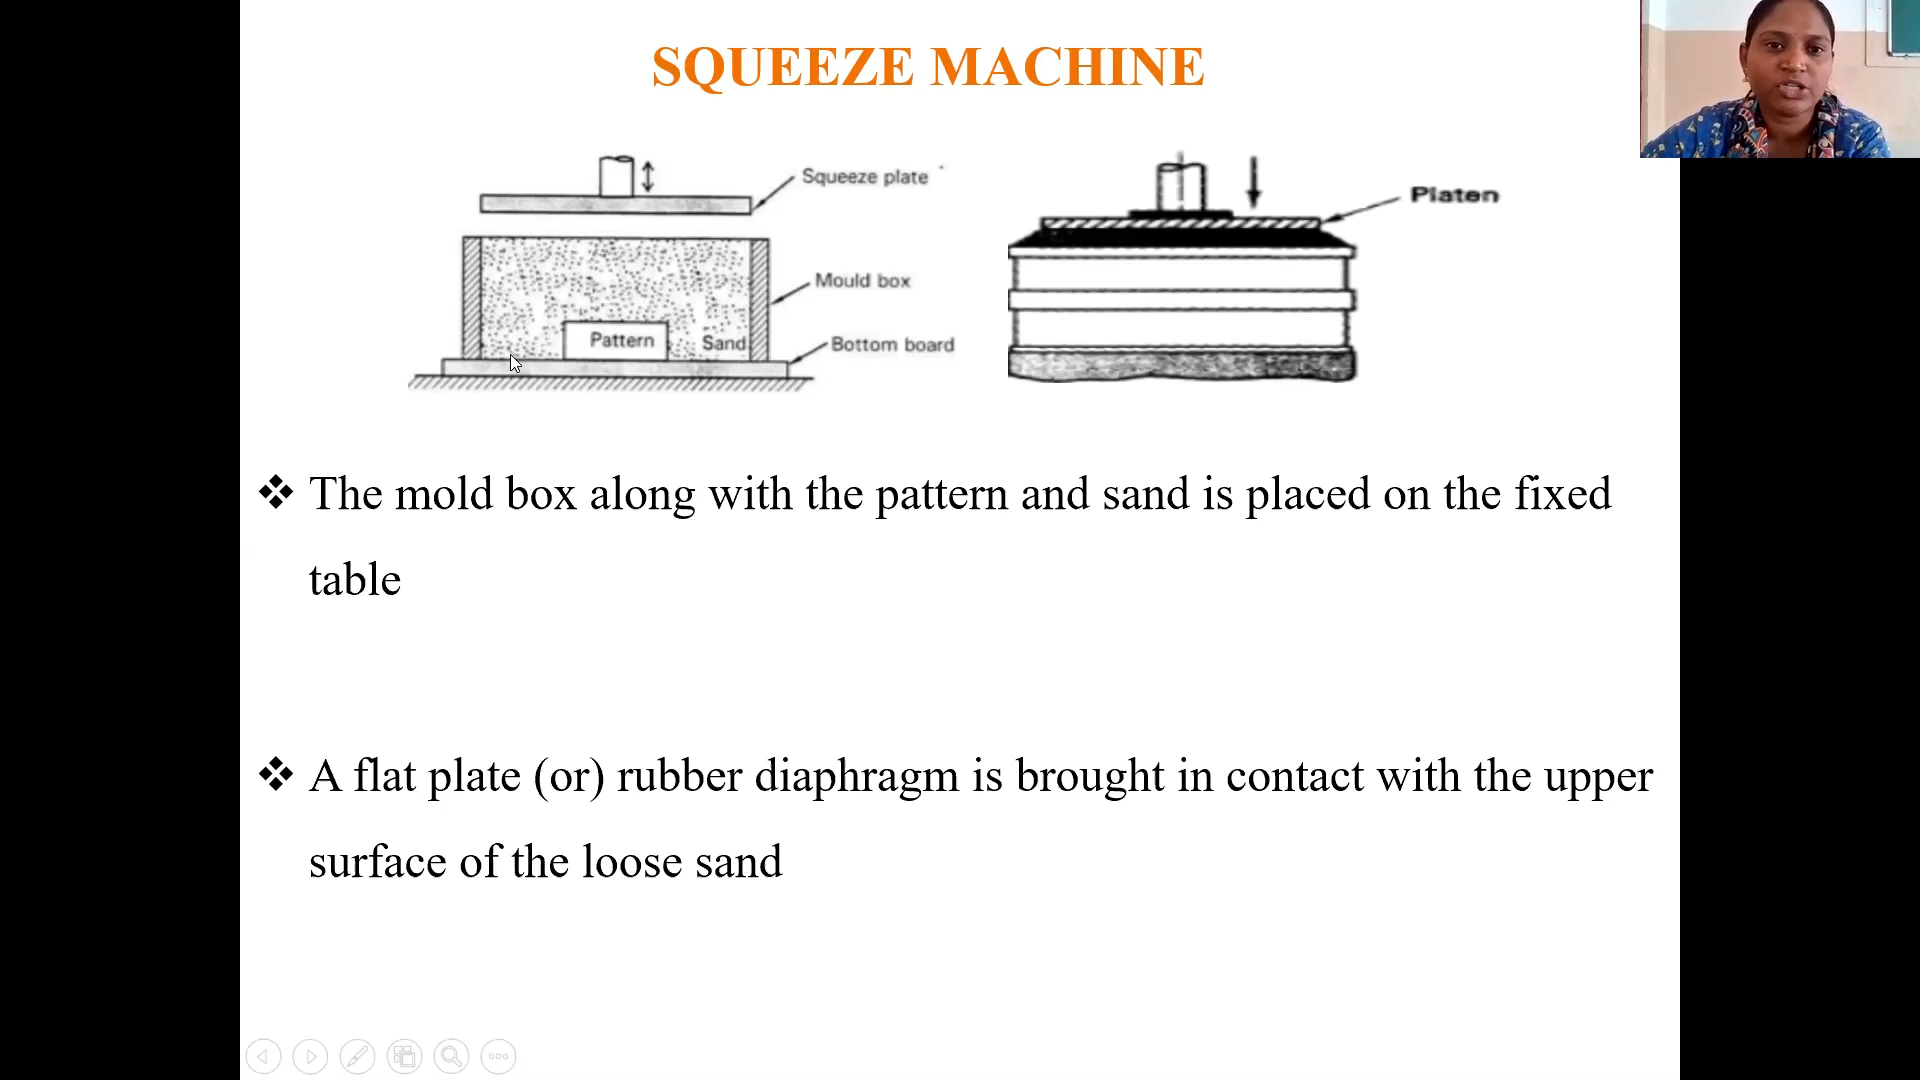 SQUEEZE MACHINE
Squeeze plate
Mould box
Pattern
Sand
Bottom board
Platen
❖ The mold box along with the pattern and sand is placed on the fixed
table
❖ A flat plate (or) rubber diaphragm is brought in contact with the upper
surface of the loose sand